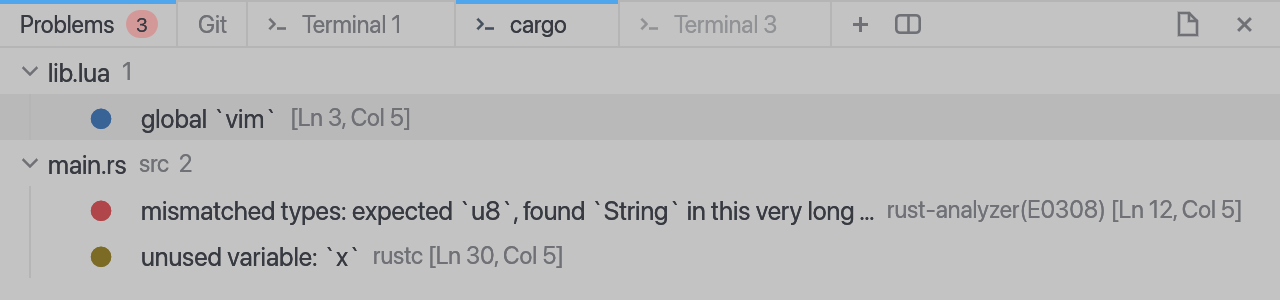 Problems 3 Git Terminal 1 cargo Terminal 3
lib.lua 1
global `vim` [Ln 3, Col 5]
main.rs src 2
mismatched types: expected `u8`, found `String` in this very long ... rust-analyzer(E0308) [Ln 12, Col 5]
unused variable: `x` rustc [Ln 30, Col 5]